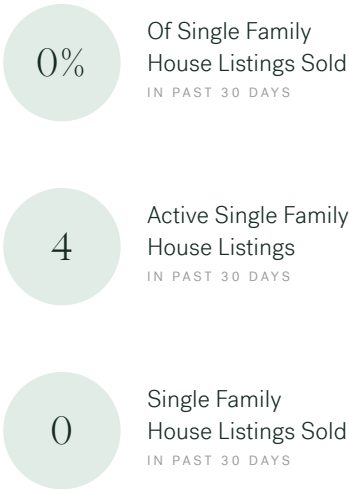 0%
Of Single Family
House Listings Sold
IN PAST 30 DAYS
4
Active Single Family
House Listings
IN PAST 30 DAYS
0
Single Family
House Listings Sold
IN PAST 30 DAYS